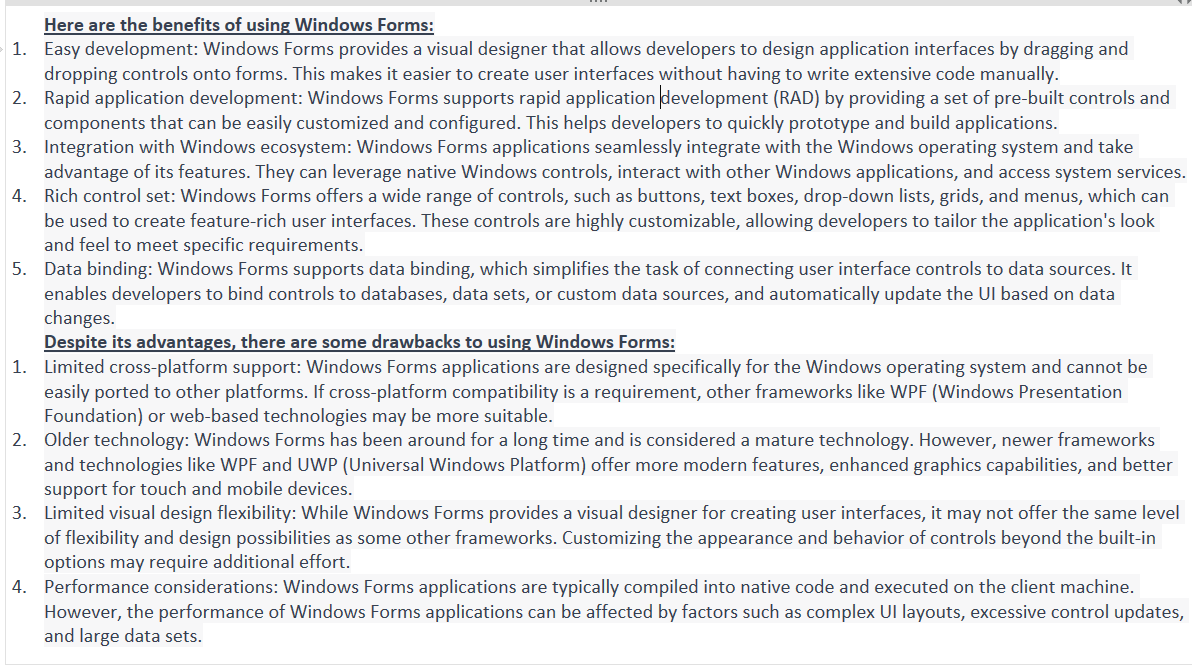 Here are the benefits of using Windows Forms:
1. Easy development: Windows Forms provides a visual designer that allows developers to design application interfaces by dragging and
dropping controls onto forms. This makes it easier to create user interfaces without having to write extensive code manually.
2. Rapid application development: Windows Forms supports rapid application development (RAD) by providing a set of pre-built controls and
components that can be easily customized and configured. This helps developers to quickly prototype and build applications.
3. Integration with Windows ecosystem: Windows Forms applications seamlessly integrate with the Windows operating system and take
advantage of its features. They can leverage native Windows controls, interact with other Windows applications, and access system services.
4. Rich control set: Windows Forms offers a wide range of controls, such as buttons, text boxes, drop-down lists, grids, and menus, which can
be used to create feature-rich user interfaces. These controls are highly customizable, allowing developers to tailor the application's look
and feel to meet specific requirements.
5. Data binding: Windows Forms supports data binding, which simplifies the task of connecting user interface controls to data sources. It
enables developers to bind controls to databases, data sets, or custom data sources, and automatically update the UI based on data
changes.
Despite its advantages, there are some drawbacks to using Windows Forms:
1. Limited cross-platform support: Windows Forms applications are designed specifically for the Windows operating system and cannot be
easily ported to other platforms. If cross-platform compatibility is a requirement, other frameworks like WPF (Windows Presentation
Foundation) or web-based technologies may be more suitable.
2. Older technology: Windows Forms has been around for a long time and is considered a mature technology. However, newer frameworks
and technologies like WPF and UWP (Universal Windows Platform) offer more modern features, enhanced graphics capabilities, and better
support for touch and mobile devices.
3. Limited visual design flexibility: While Windows Forms provides a visual designer for creating user interfaces, it may not offer the same level
of flexibility and design possibilities as some other frameworks. Customizing the appearance and behavior of controls beyond the built-in
options may require additional effort.
4. Performance considerations: Windows Forms applications are typically compiled into native code and executed on the client machine.
However, the performance of Windows Forms applications can be affected by factors such as complex UI layouts, excessive control updates,
and large data sets.